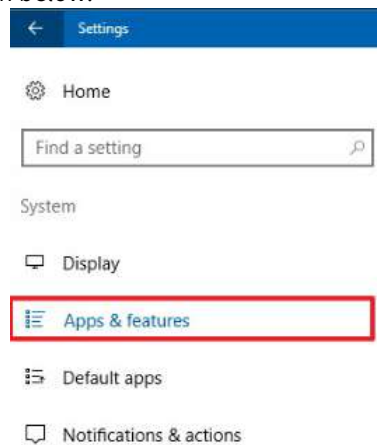 Settings
Home
Find a setting
System
Display
Apps & features
Default apps
Notifications & actions